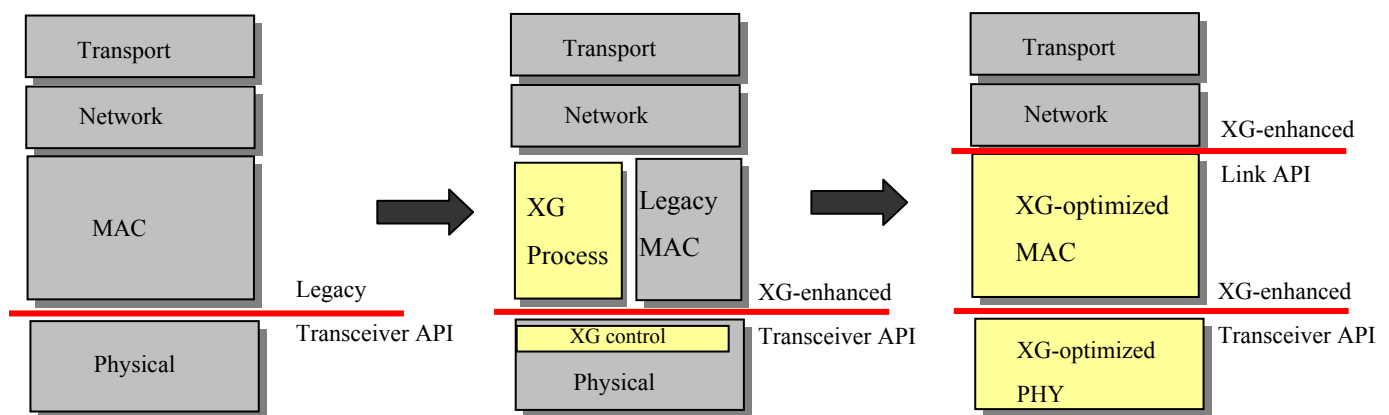 Transport
Network
MAC
Legacy
Transceiver API
Physical
Transport
Network
XG
Process
Legacy
MAC
XG-enhanced
Transceiver API
XG control
Physical
Transport
Network
XG-enhanced
Link API
XG-optimized
MAC
XG-enhanced
Transceiver API
XG-optimized
PHY